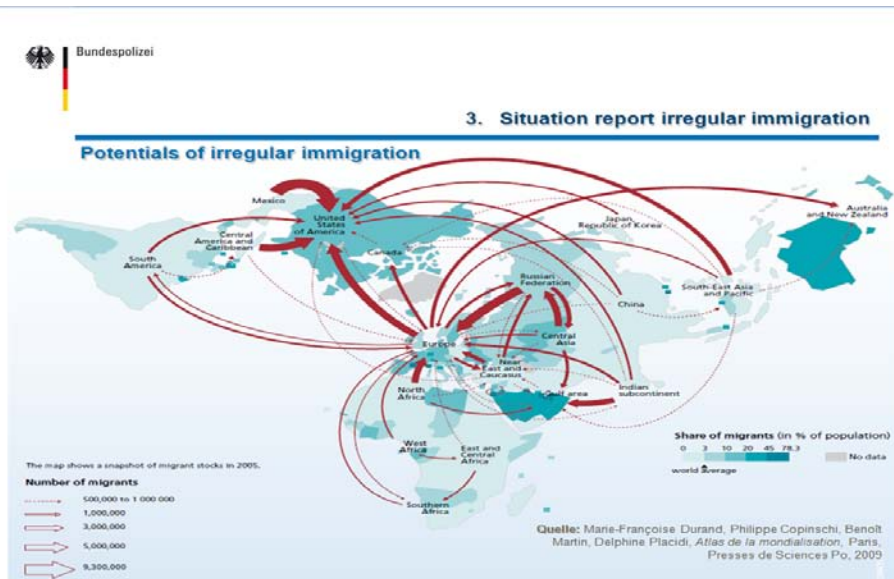 Bundespolizei
3. Situation report irregular immigration
Potentials of irregular immigration
Mexico
United
States
of America
Central
America and
Caribbean
South
America
Canada
Japan,
Republic of Korea
Australia
and New Zealand
Russian
Federation
China
South-East Asia
and Pacific
Europe
Central
Asia
Near
East and
Caucasus
North
Africa
Gulf area
Indian
subcontinent
West
Africa
East and
Central
Africa
Southern
Africa
Share of migrants (in % of population)
0 3 10 20 45 78.3
No data
world average
The map shows a snapshot of migrant stocks in 2005.
Number of migrants
500,000 to 1 000 000
1,000,000
3,000,000
5,000,000
9,300,000
Quelle: Marie-Françoise Durand, Philippe Copinschi, Benoît
Martin, Delphine Placidi, Atlas de la mondialisation, Paris,
Presses de Sciences Po, 2009